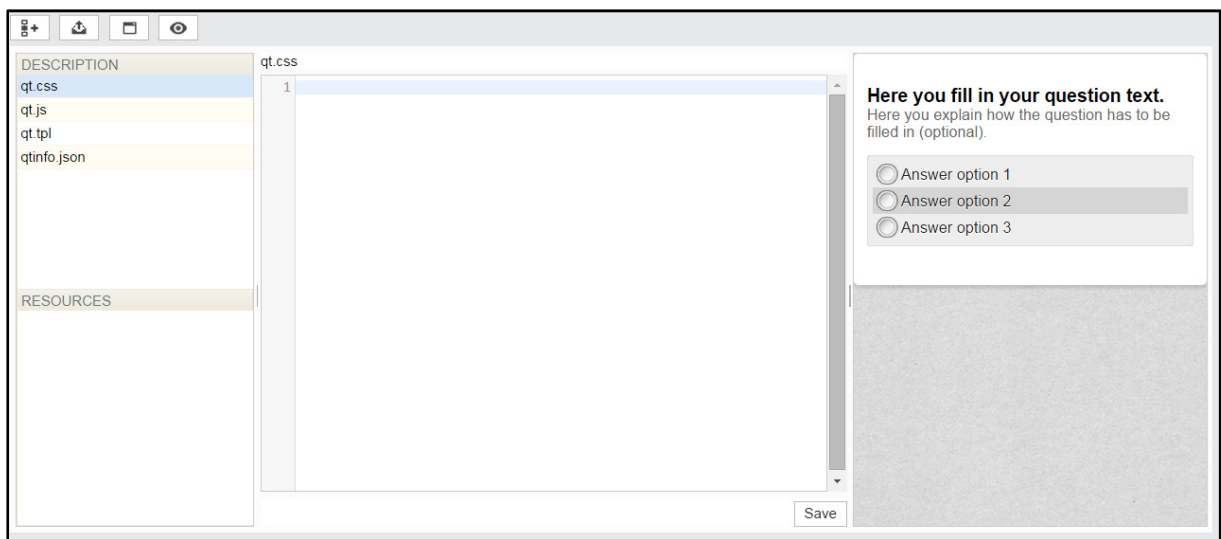 DESCRIPTION
qt.css
qt.js
qt.tpl
qtinfo.json
RESOURCES
qt.css
1
Save
Here you fill in your question text.
Here you explain how the question has to be
filled in (optional).
Answer option 1
Answer option 2
Answer option 3